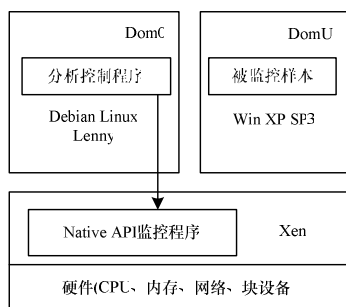 Dom0
分析控制程序
Debian Linux
Lenny
DomU
被监控样本
Win XP SP3
Native API监控程序
Xen
硬件(CPU、内存、网络、块设备